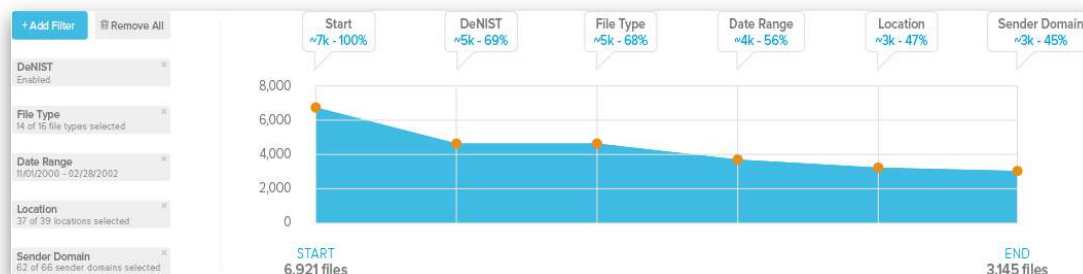 + Add Filter
Remove All
DeNIST
Enabled
File Type
14 of 16 file types selected
Date Range
11/01/2000 - 02/28/2002
Location
37 of 39 locations selected
Sender Domain
62 of 66 sender domains selected
Start
~7k - 100%
DeNIST
~5k - 69%
File Type
~5k - 68%
Date Range
~4k - 56%
Location
~3k - 47%
Sender Domain
~3k - 45%
8,000
6,000
4,000
2,000
0
START
6,921 files
END
3,145 files